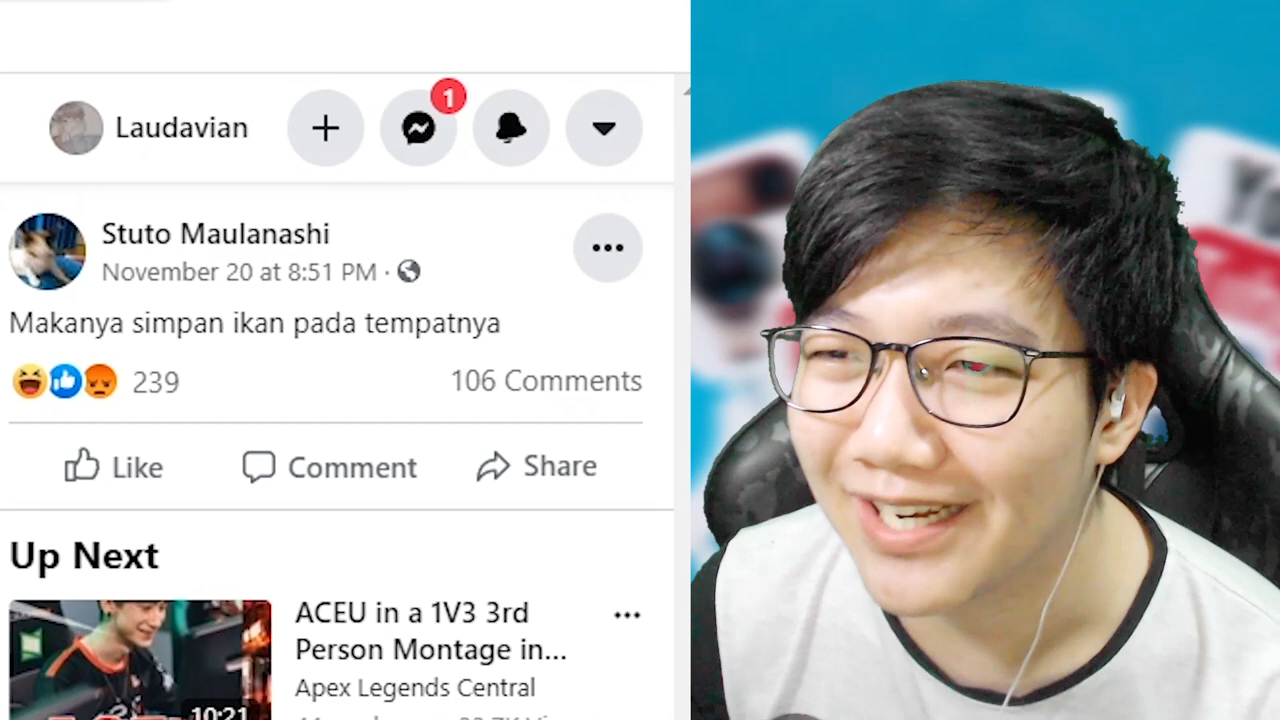 Laudavian
1
Stuto Maulanashi
November 20 at 8:51 PM ·
Makanya simpan ikan pada tempatnya
239
106 Comments
Like
Comment
Share
Up Next
ACEU in a 1V3 3rd
Person Montage in...
Apex Legends Central
10:21